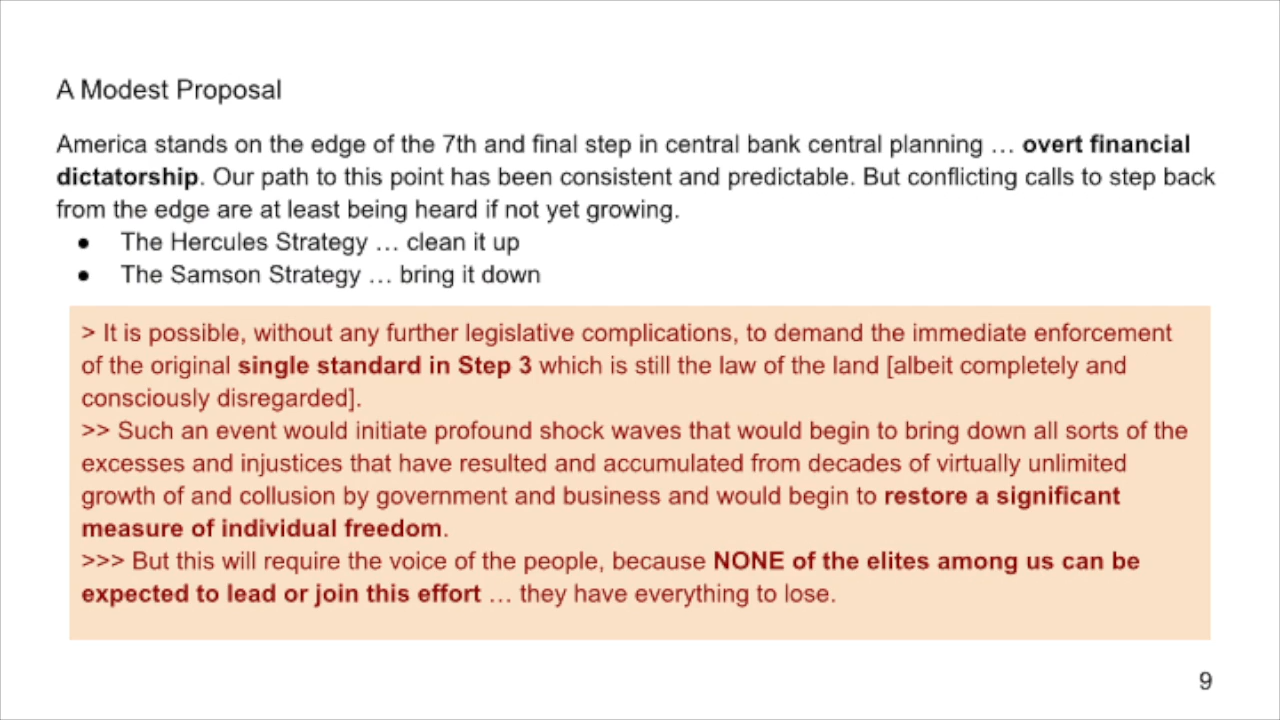 A Modest Proposal
America stands on the edge of the 7th and final step in central bank central planning … overt financial
dictatorship. Our path to this point has been consistent and predictable. But conflicting calls to step back
from the edge are at least being heard if not yet growing.
● The Hercules Strategy … clean it up
● The Samson Strategy … bring it down
> It is possible, without any further legislative complications, to demand the immediate enforcement
of the original single standard in Step 3 which is still the law of the land [albeit completely and
consciously disregarded].
>> Such an event would initiate profound shock waves that would begin to bring down all sorts of the
excesses and injustices that have resulted and accumulated from decades of virtually unlimited
growth of and collusion by government and business and would begin to restore a significant
measure of individual freedom.
>>> But this will require the voice of the people, because NONE of the elites among us can be
expected to lead or join this effort … they have everything to lose.
9